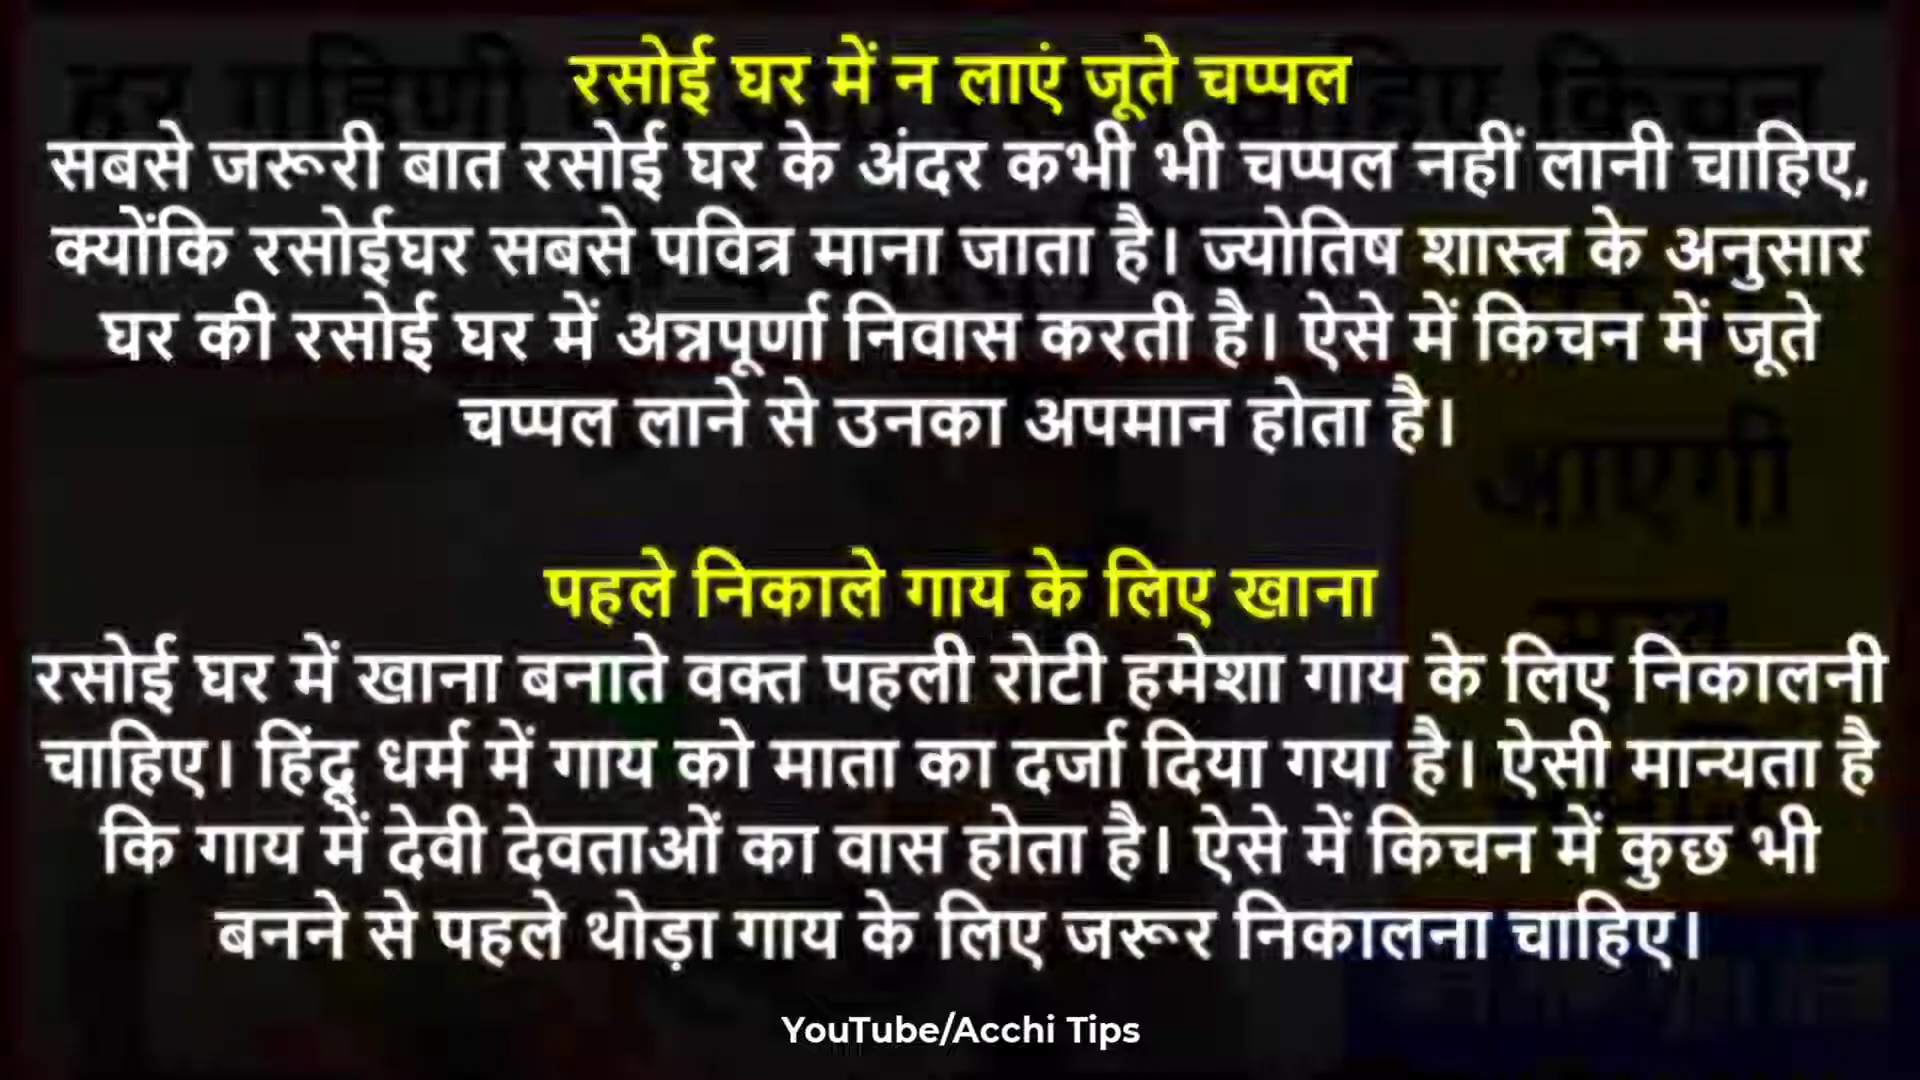 रसोई घर में न लाएं जूते चप्पल
सबसे जरूरी बात रसोई घर के अंदर कभी भी चप्पल नहीं लानी चाहिए,
क्योंकि रसोईघर सबसे पवित्र माना जाता है। ज्योतिष शास्त्र के अनुसार
घर की रसोई घर में अन्नपूर्णा निवास करती है। ऐसे में किचन में जूते
चप्पल लाने से उनका अपमान होता है।
पहले निकाले गाय के लिए खाना
रसोई घर में खाना बनाते वक्त पहली रोटी हमेशा गाय के लिए निकालनी
चाहिए। हिंदू धर्म में गाय को माता का दर्जा दिया गया है। ऐसी मान्यता है
कि गाय में देवी देवताओं का वास होता है। ऐसे में किचन में कुछ भी
बनने से पहले थोड़ा गाय के लिए जरूर निकालना चाहिए।
YouTube/Acchi Tips
आएगी